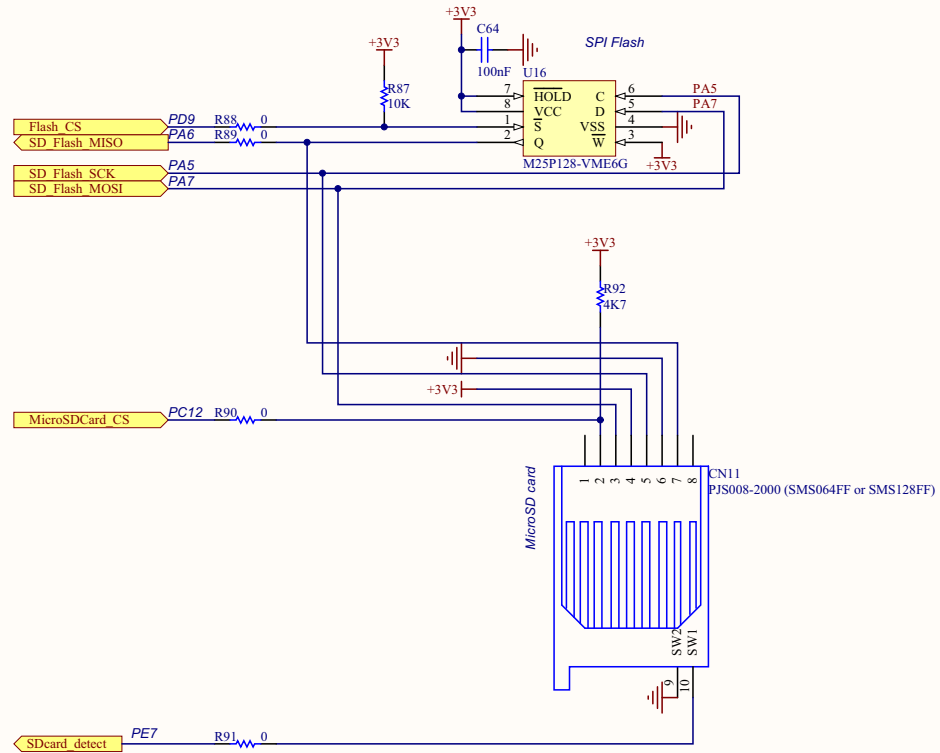 +3V3
C64
SPI Flash
+3V3
100nF
U16
R87
10K
7
HOLD
C
6
PA5
8
VCC
D
5
PA7
Flash_CS
PD9
R88
0
1
S
VSS
4
SD_Flash_MISO
PA6
R89
0
2
Q
W
3
M25P128-VME6G
+3V3
SD_Flash_SCK
PA5
SD_Flash_MOSI
PA7
+3V3
R92
4K7
+3V3
MicroSDCard_CS
PC12
R90
0
MicroSD card
1
2
3
4
5
6
7
8
CN11
PJS008-2000 (SMS064FF or SMS128FF)
SW2
SW1
9
10
SDcard_detect
PE7
R91
0